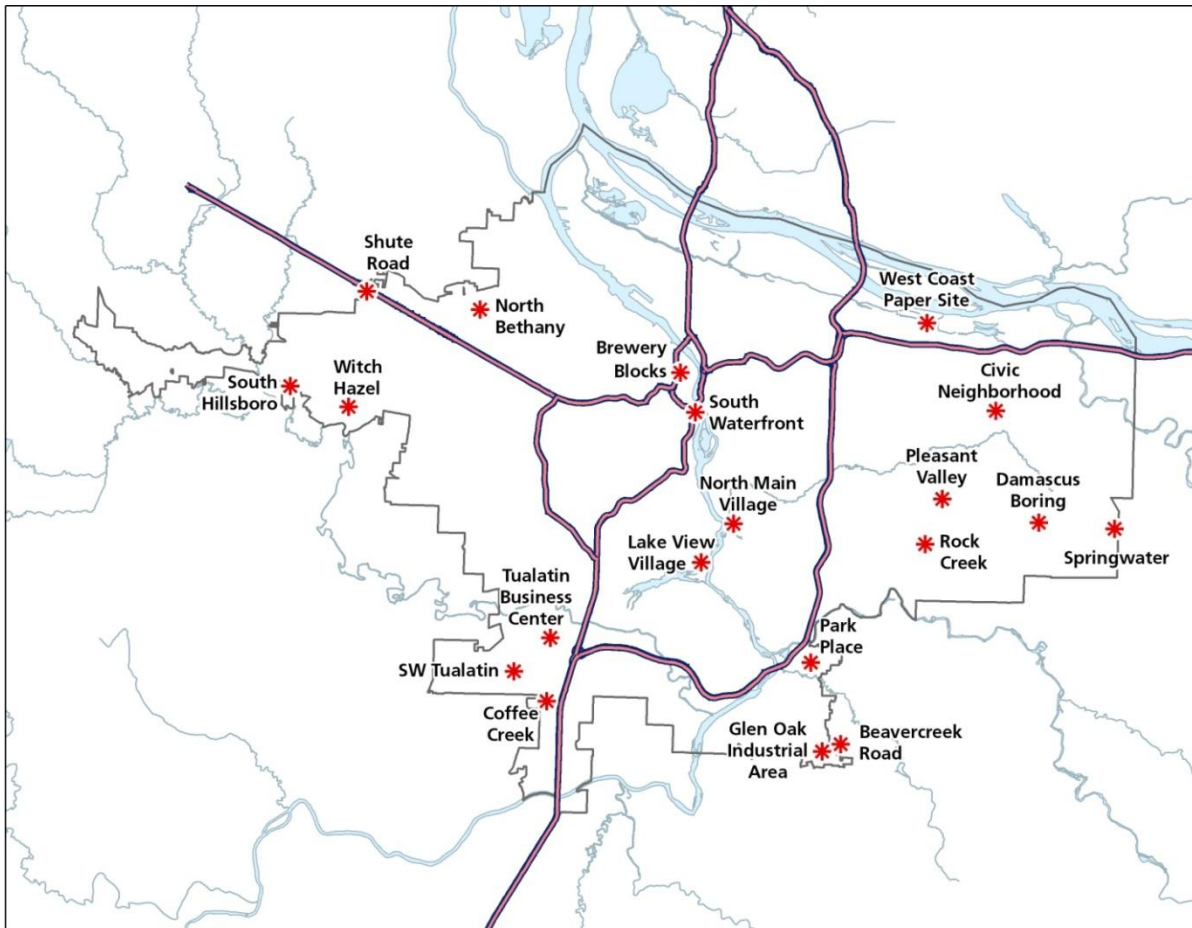 Shute
Road
North
Bethany
West Coast
Paper Site
Brewery
Blocks
Civic
Neighborhood
South
Hillsboro
Witch
Hazel
South
Waterfront
Pleasant
Valley
Damascus
Boring
North Main
Village
Lake View
Village
Rock
Creek
Springwater
Tualatin
Business
Center
Park
Place
SW Tualatin
Coffee
Creek
Glen Oak
Industrial
Area
Beavercreek
Road